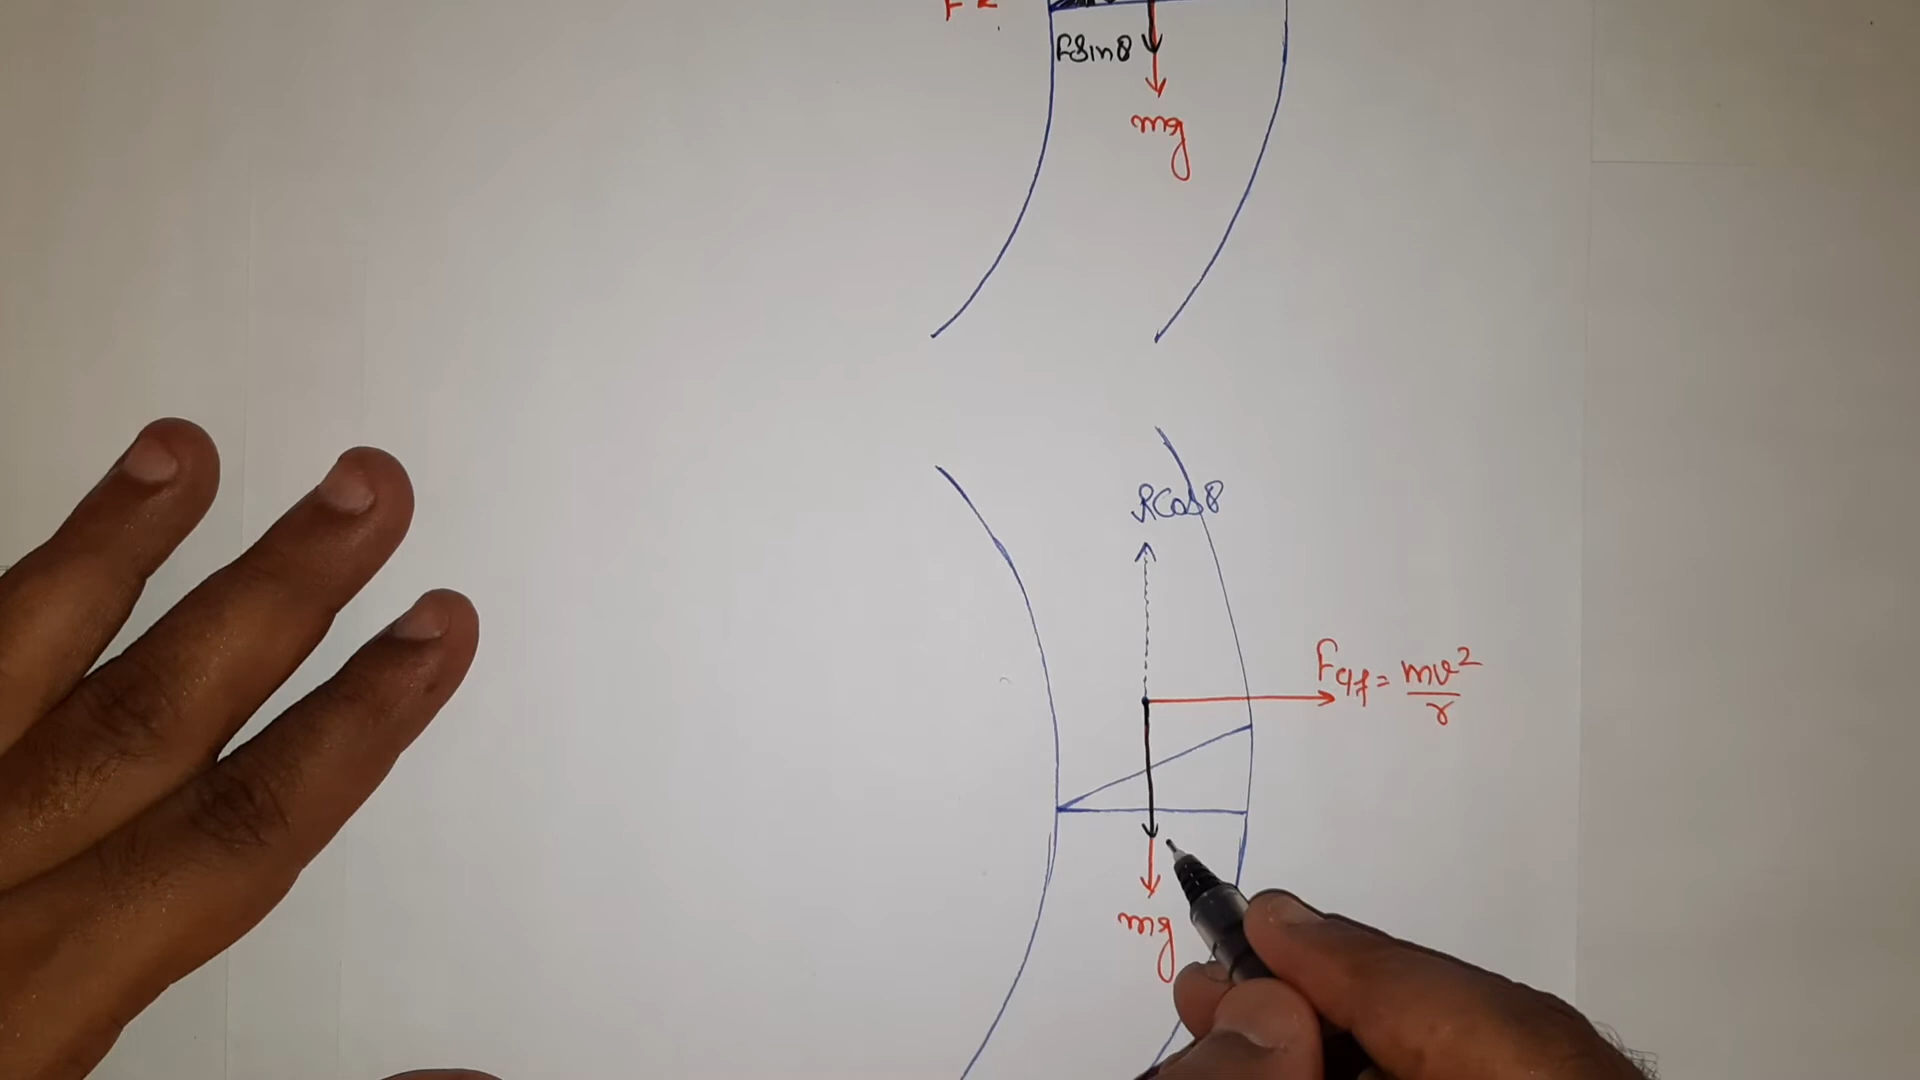 FSinθ
mg
RCosθ
Fcf = mv²/r
mg